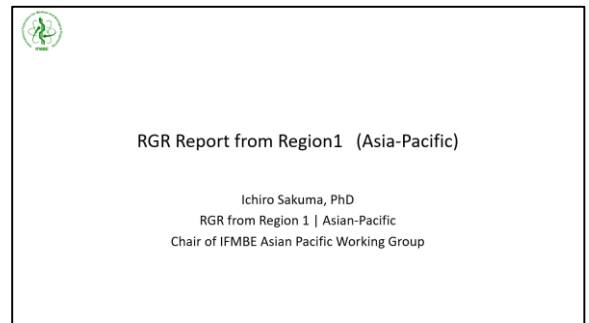 IFMBE
RGR Report from Region1 (Asia-Pacific)
Ichiro Sakuma, PhD
RGR from Region 1 | Asian-Pacific
Chair of IFMBE Asian Pacific Working Group